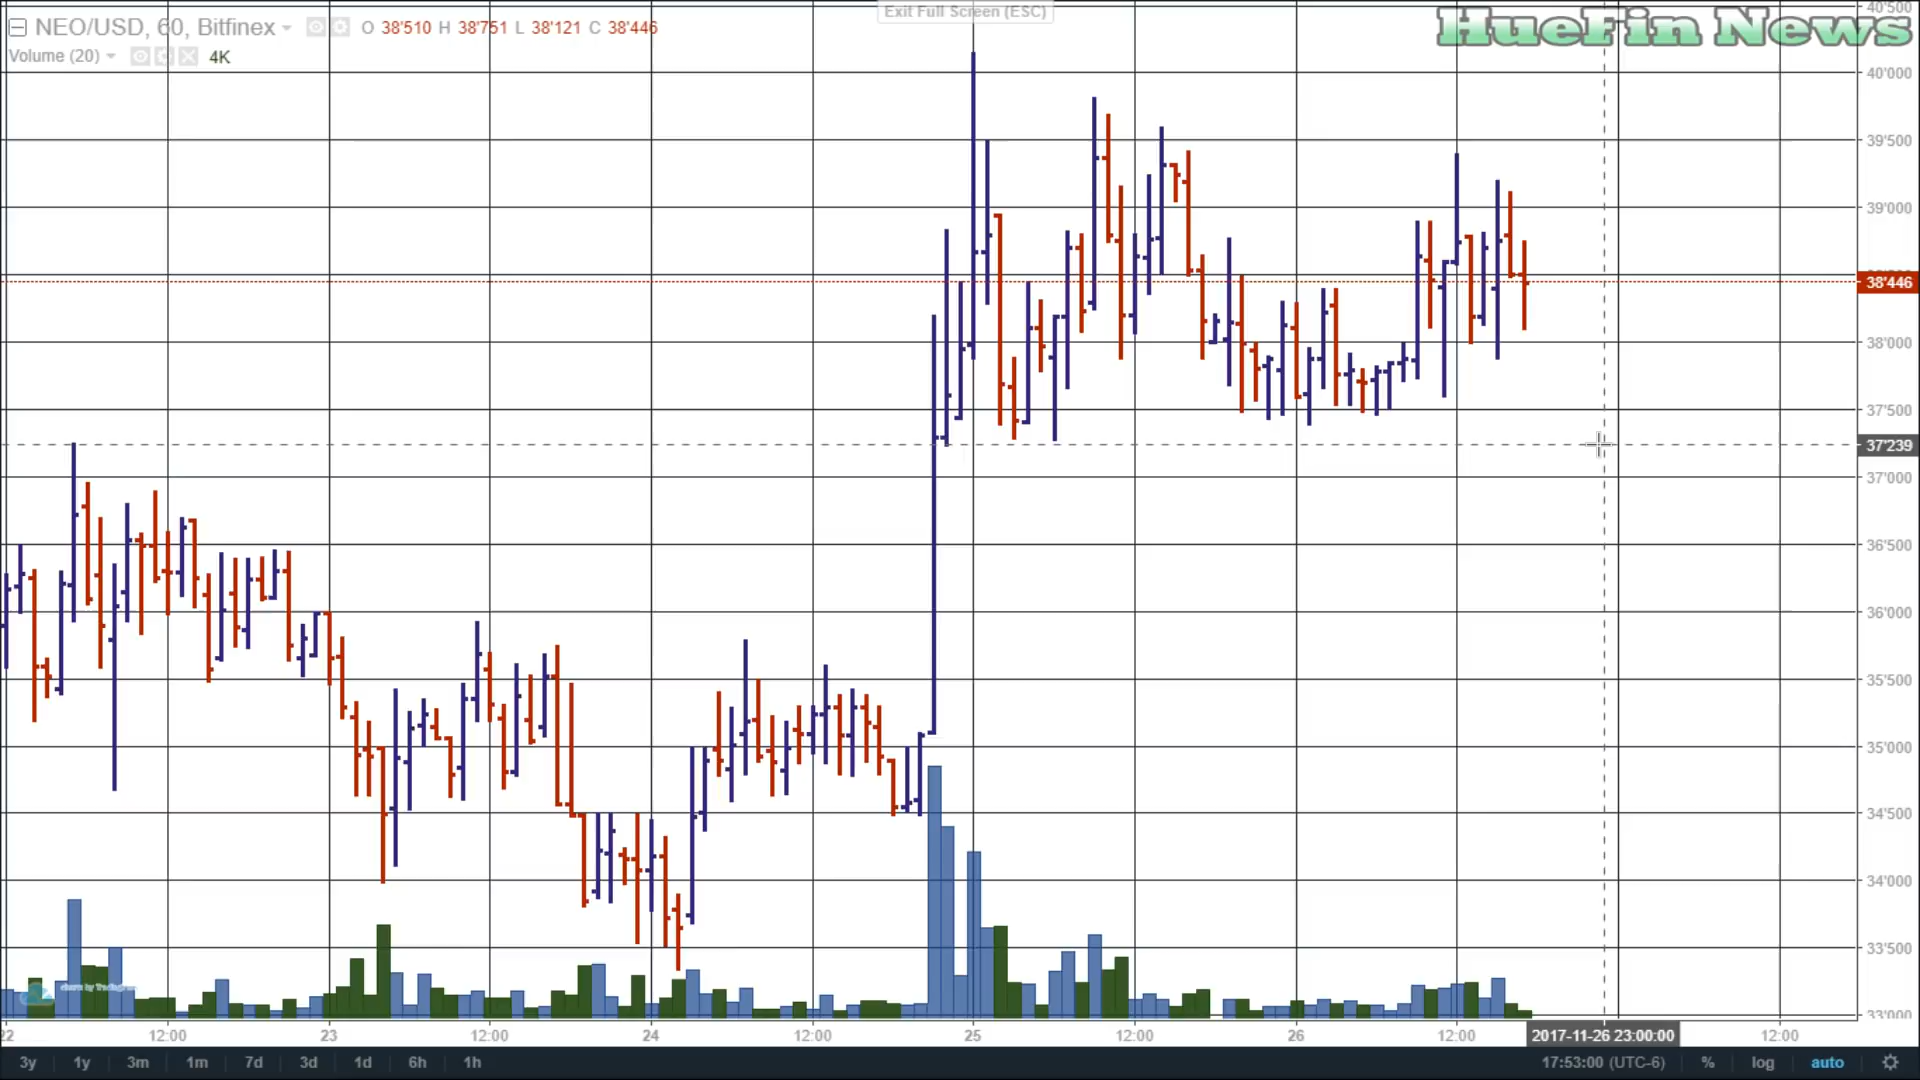 Exit Full Screen (ESC)
HueFin News
NEO/USD, 60, Bitfinex O 38'510 H 38'751 L 38'121 C 38'446
Volume (20) 4K
40'500
40'000
39'500
39'000
38'446
38'000
37'500
37'239
37'000
36'500
36'000
35'500
35'000
34'500
34'000
33'500
33'000
charts by TradingView
22 12:00 23 12:00 24 12:00 25 12:00 26 12:00 2017-11-26 23:00:00 12:00
3y 1y 3m 1m 7d 3d 1d 6h 1h 17:53:00 (UTC-6) % log auto